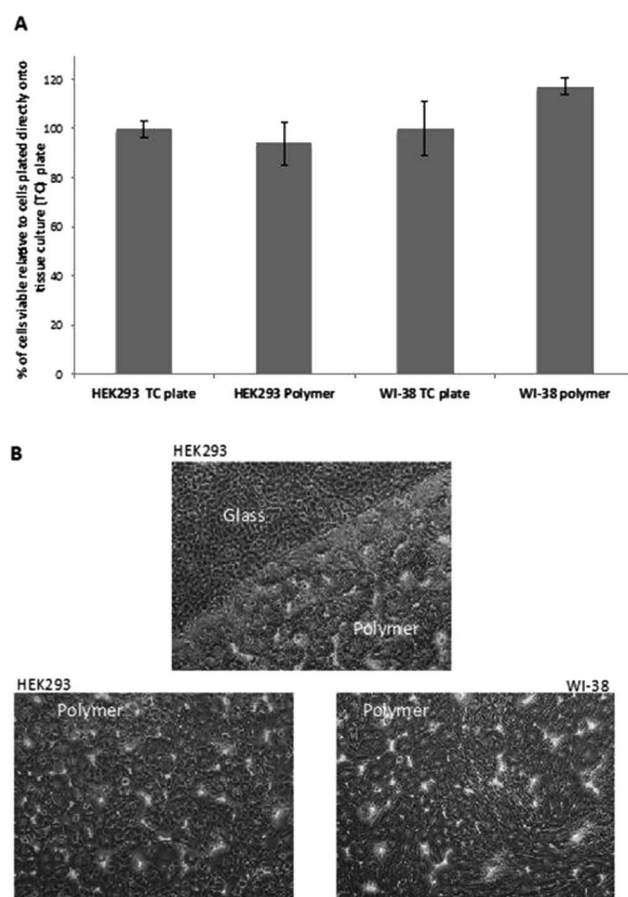 A
% of cells viable relative to cells plated directly onto
tissue culture (TC) plate
120
100
80
60
40
20
0
HEK293 TC plate
HEK293 Polymer
WI-38 TC plate
WI-38 polymer
B
HEK293
Glass
Polymer
HEK293
WI-38
Polymer
Polymer